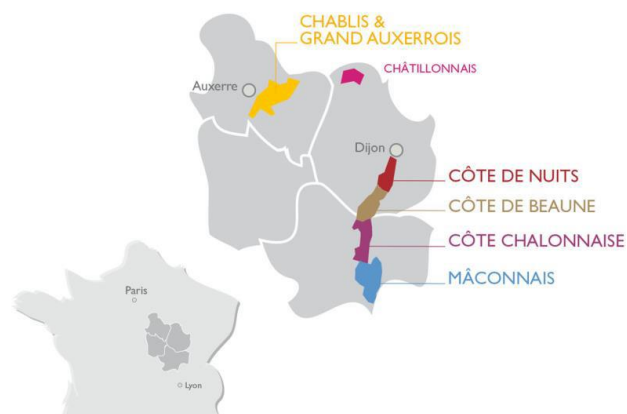 CHABLIS &
GRAND AUXERROIS
CHÂTILLONNAIS
Auxerre
Dijon
CÔTE DE NUITS
CÔTE DE BEAUNE
CÔTE CHALONNAISE
MÂCONNAIS
Paris
Lyon